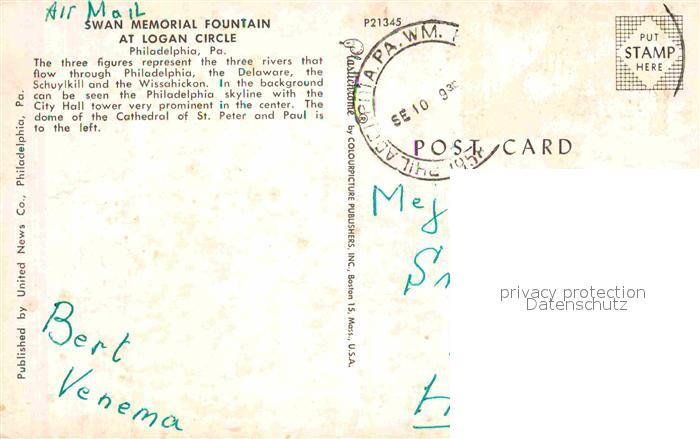 Air Mail
SWAN MEMORIAL FOUNTAIN
AT LOGAN CIRCLE
Philadelphia, Pa.
The three figures represent the three rivers that
flow through Philadelphia, the Delaware, the
Schuylkill and the Wissahickon. In the background
can be seen the Philadelphia skyline with the
City Hall tower very prominent in the center. The
dome of the Cathedral of St. Peter and Paul is
to the left.
Published by United News Co., Philadelphia, Pa.
Bert
Venema
P21345
Plastichrome ® by COLOURPICTURE PUBLISHERS, INC., Boston 15, Mass., U.S.A.
PHILADELPHIA, PA. WM.
SE 10
PUT
STAMP
HERE
POST CARD
Mej
privacy protection
Datenschutz